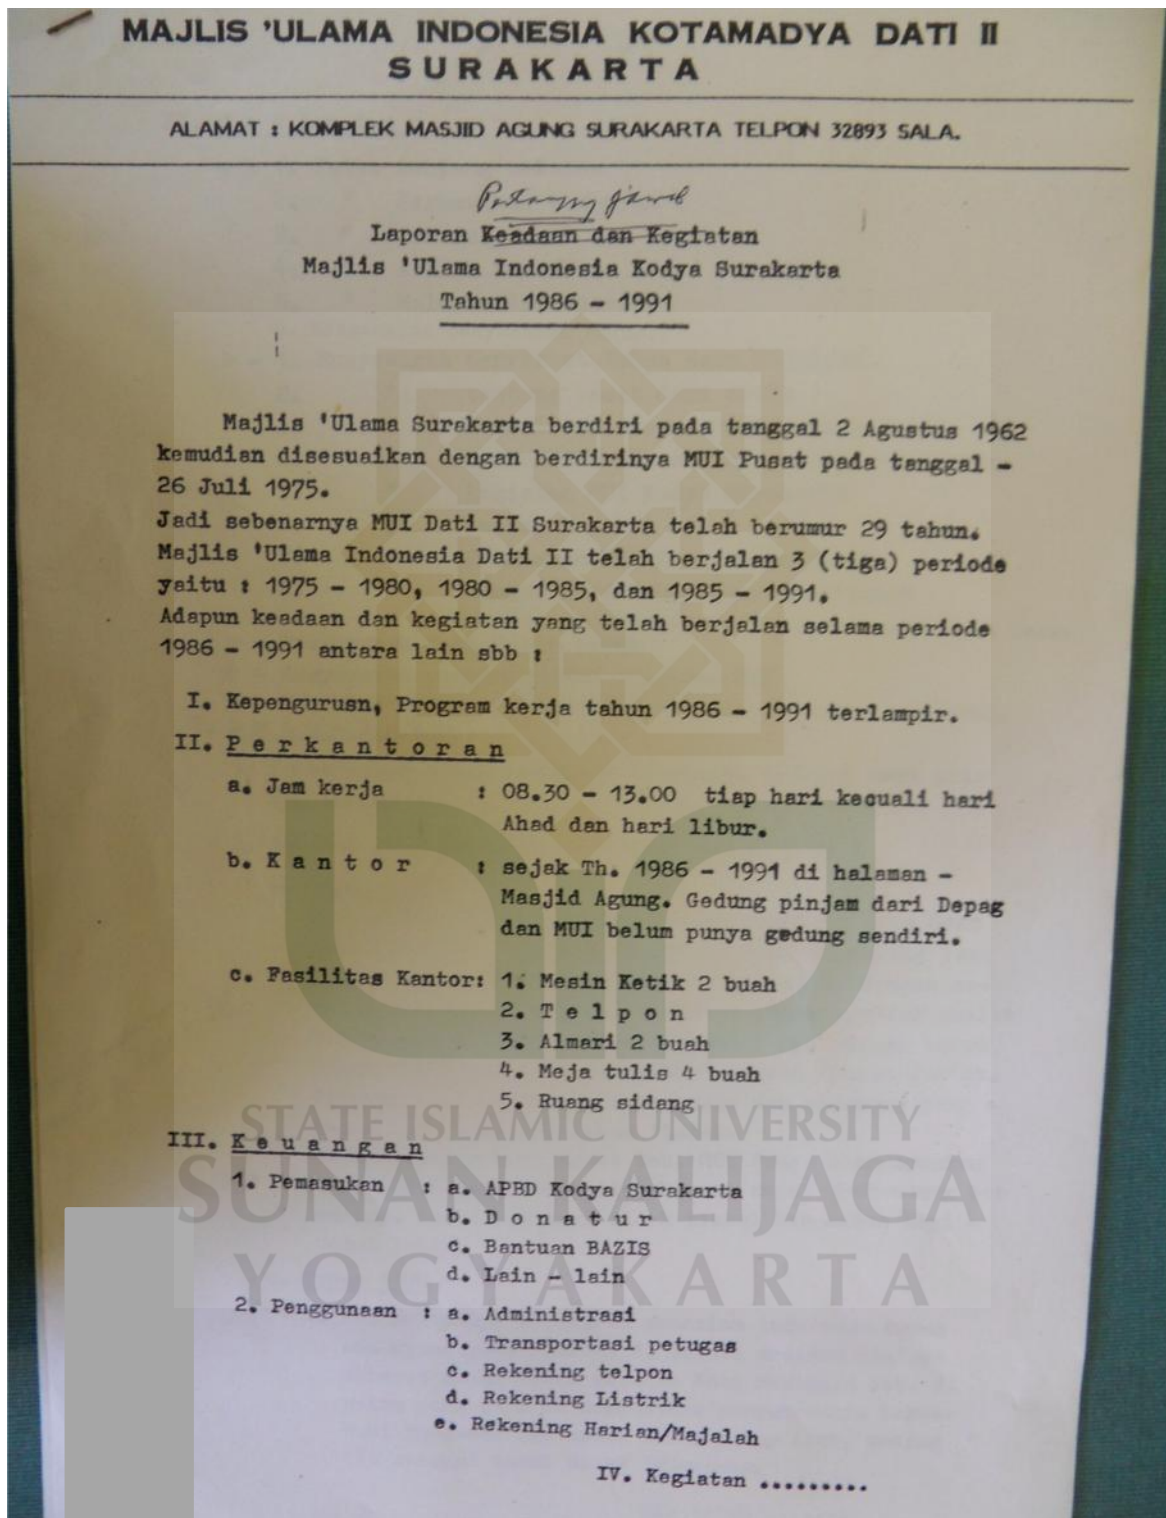 MAJLIS 'ULAMA INDONESIA KOTAMADYA DATI II
SURAKARTA
ALAMAT : KOMPLEK MASJID AGUNG SURAKARTA TELPON 32893 SALA.
Laporan Keadaan dan Kegiatan
Majlis 'Ulama Indonesia Kodya Surakarta
Tahun 1986 - 1991
Majlis 'Ulama Surakarta berdiri pada tanggal 2 Agustus 1962
kemudian disesuaikan dengan berdirinya MUI Pusat pada tanggal -
26 Juli 1975.
Jadi sebenarnya MUI Dati II Surakarta telah berumur 29 tahun.
Majlis 'Ulama Indonesia Dati II telah berjalan 3 (tiga) periode
yaitu : 1975 - 1980, 1980 - 1985, dan 1985 - 1991.
Adapun keadaan dan kegiatan yang telah berjalan selama periode
1986 - 1991 antara lain sbb :
I. Kepengurusn, Program kerja tahun 1986 - 1991 terlampir.
II. P e r k a n t o r a n
a. Jam kerja : 08.30 - 13.00 tiap hari kecuali hari
Ahad dan hari libur.
b. K a n t o r : sejak Th. 1986 - 1991 di halaman -
Masjid Agung. Gedung pinjam dari Depag
dan MUI belum punya gedung sendiri.
c. Fasilitas Kantor: 1. Mesin Ketik 2 buah
2. T e l p o n
3. Almari 2 buah
4. Meja tulis 4 buah
5. Ruang sidang
STATE ISLAMIC UNIVERSITY
III. K e u a n g a n
SUNAN KALIJAGA
1. Pemasukan : a. APBD Kodya Surakarta
b. D o n a t u r
c. Bantuan BAZIS
YOGYAKARTA
d. Lain - lain
2. Penggunaan : a. Administrasi
b. Transportasi petugas
c. Rekening telpon
d. Rekening Listrik
e. Rekening Harian/Majalah
IV. Kegiatan .........